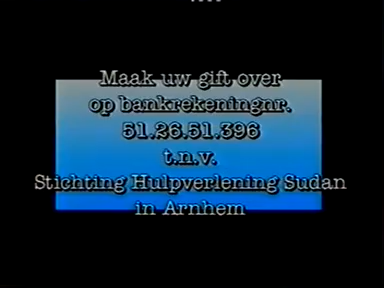 Maak uw gift over
op bankrekeningnr.
51.26.51.396
t.n.v.
Stichting Hulpverlening Sudan
in Arnhem